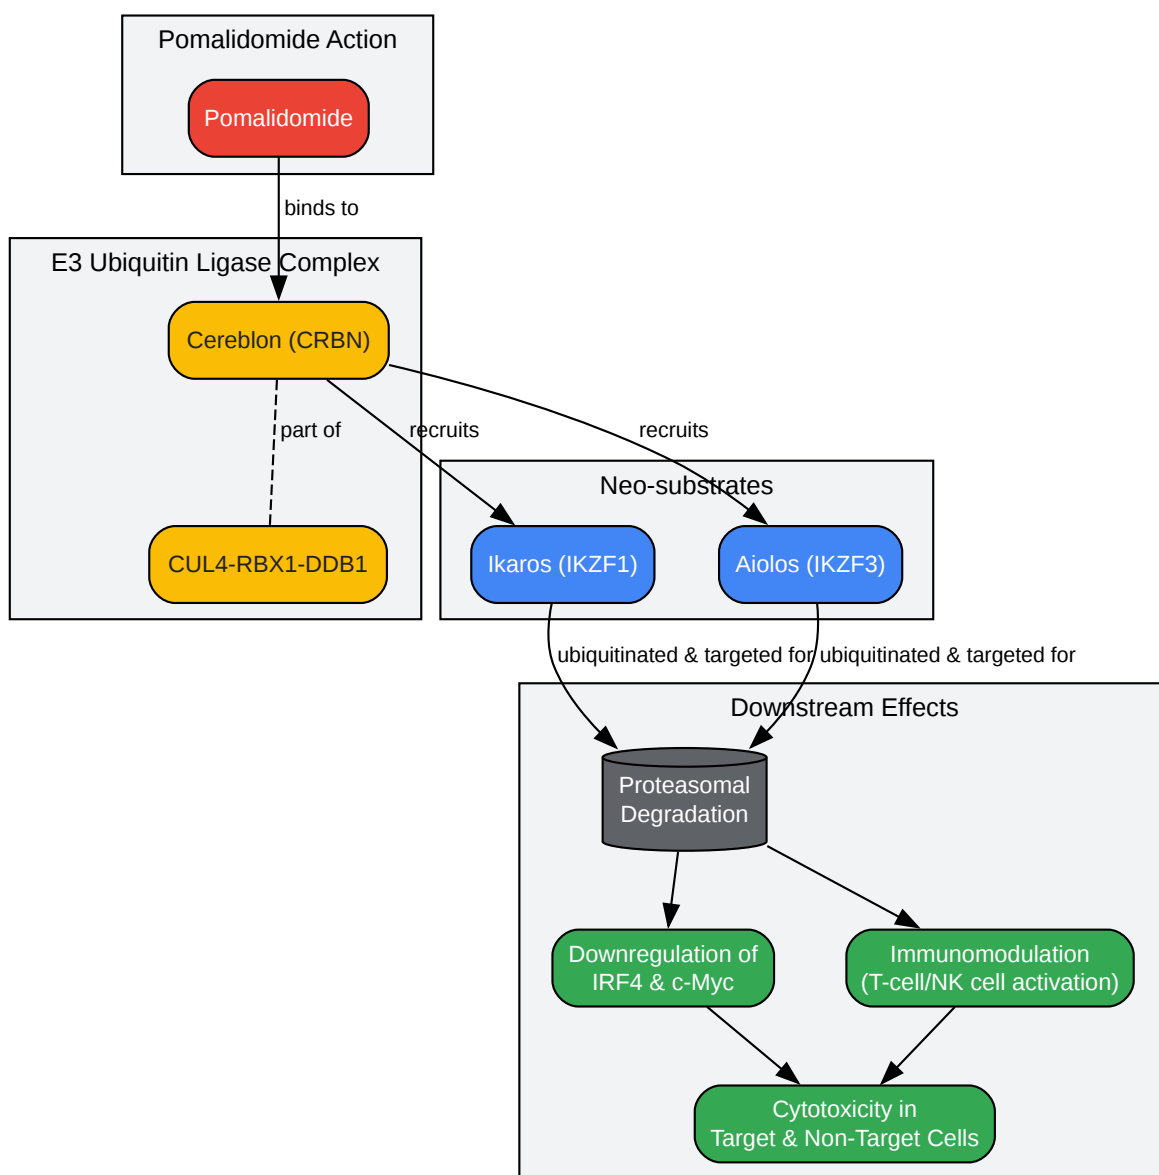 Pomalidomide Action
Pomalidomide
binds to
E3 Ubiquitin Ligase Complex
Cereblon (CRBN)
part of
recruits
recruits
CUL4-RBX1-DDB1
Neo-substrates
Ikaros (IKZF1)
Aiolos (IKZF3)
ubiquitinated & targeted for
ubiquitinated & targeted for
Downstream Effects
Proteasomal
Degradation
Downregulation of
IRF4 & c-Myc
Immunomodulation
(T-cell/NK cell activation)
Cytotoxicity in
Target & Non-Target Cells